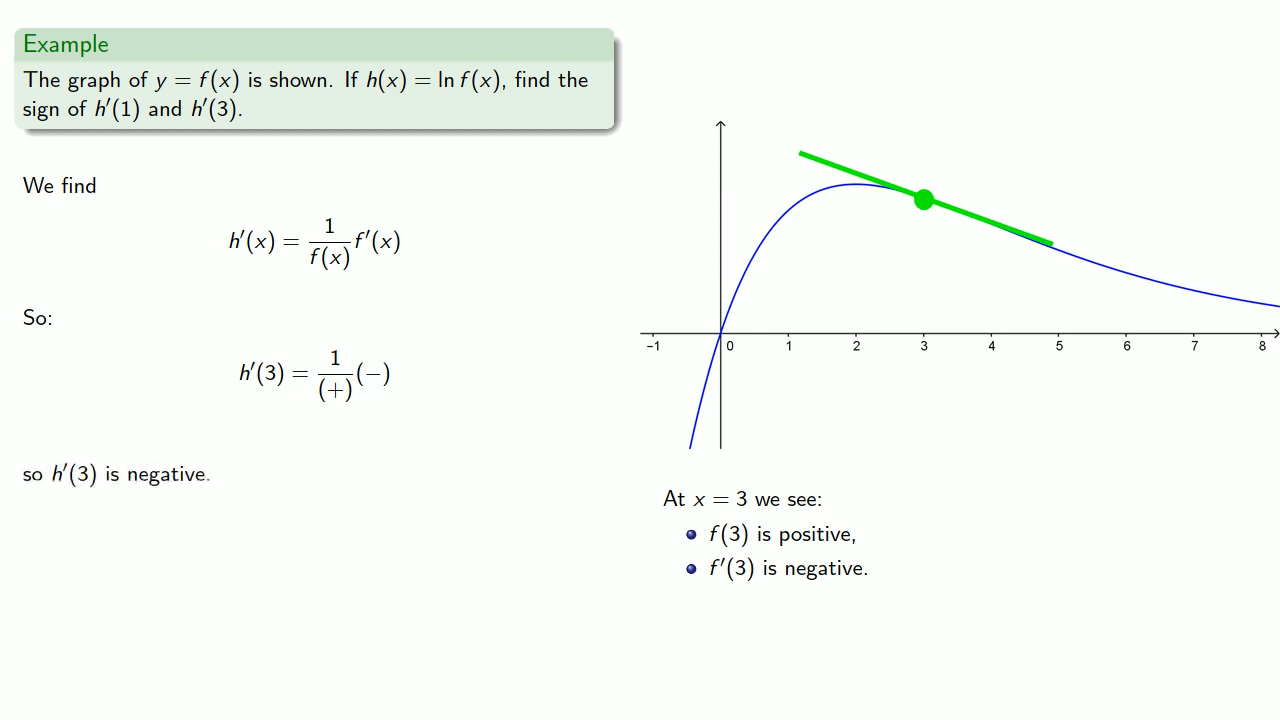 Example
The graph of y = f(x) is shown. If h(x) = ln f(x), find the
sign of h′(1) and h′(3).
We find
h′(x) = 1/f(x) f′(x)
So:
h′(3) = 1/(+) (−)
so h′(3) is negative.
−1 0 1 2 3 4 5 6 7 8
At x = 3 we see:
f(3) is positive,
f′(3) is negative.